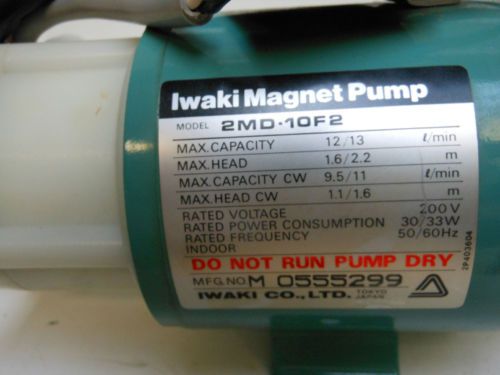 Iwaki Magnet Pump
MODEL 2MD·10F2
MAX.CAPACITY 12/13 ℓ/min
MAX.HEAD 1.6/2.2 m
MAX.CAPACITY CW 9.5/11 ℓ/min
MAX.HEAD CW 1.1/1.6 m
RATED VOLTAGE 200V
RATED POWER CONSUMPTION 30/33W
RATED FREQUENCY 50/60Hz
INDOOR
DO NOT RUN PUMP DRY
MFG.NO M 0555299
IWAKI CO.,LTD. TOKYO JAPAN
2P403604